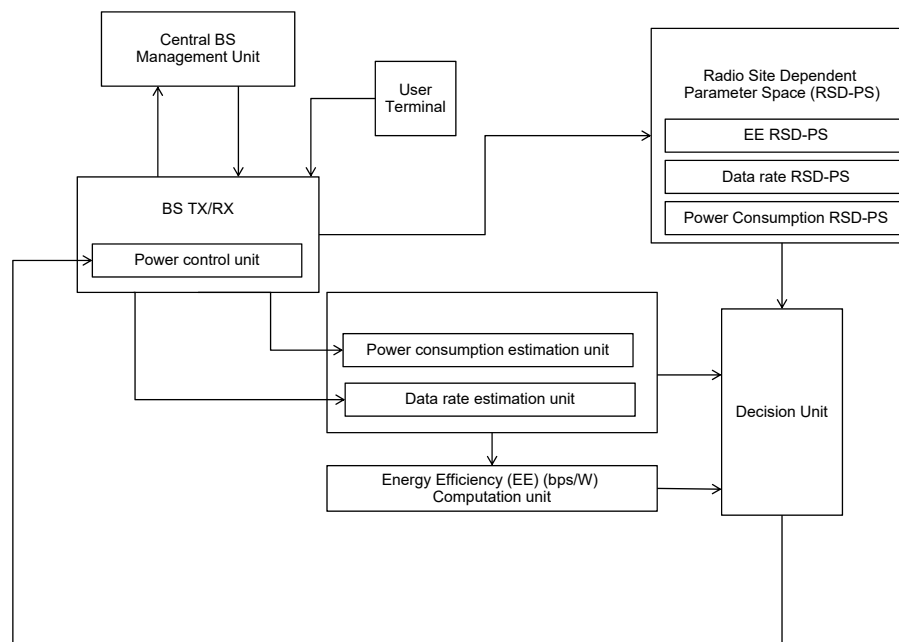 Central BS
Management Unit
User
Terminal
Radio Site Dependent
Parameter Space (RSD-PS)
EE RSD-PS
Data rate RSD-PS
Power Consumption RSD-PS
BS TX/RX
Power control unit
Power consumption estimation unit
Data rate estimation unit
Decision Unit
Energy Efficiency (EE) (bps/W)
Computation unit